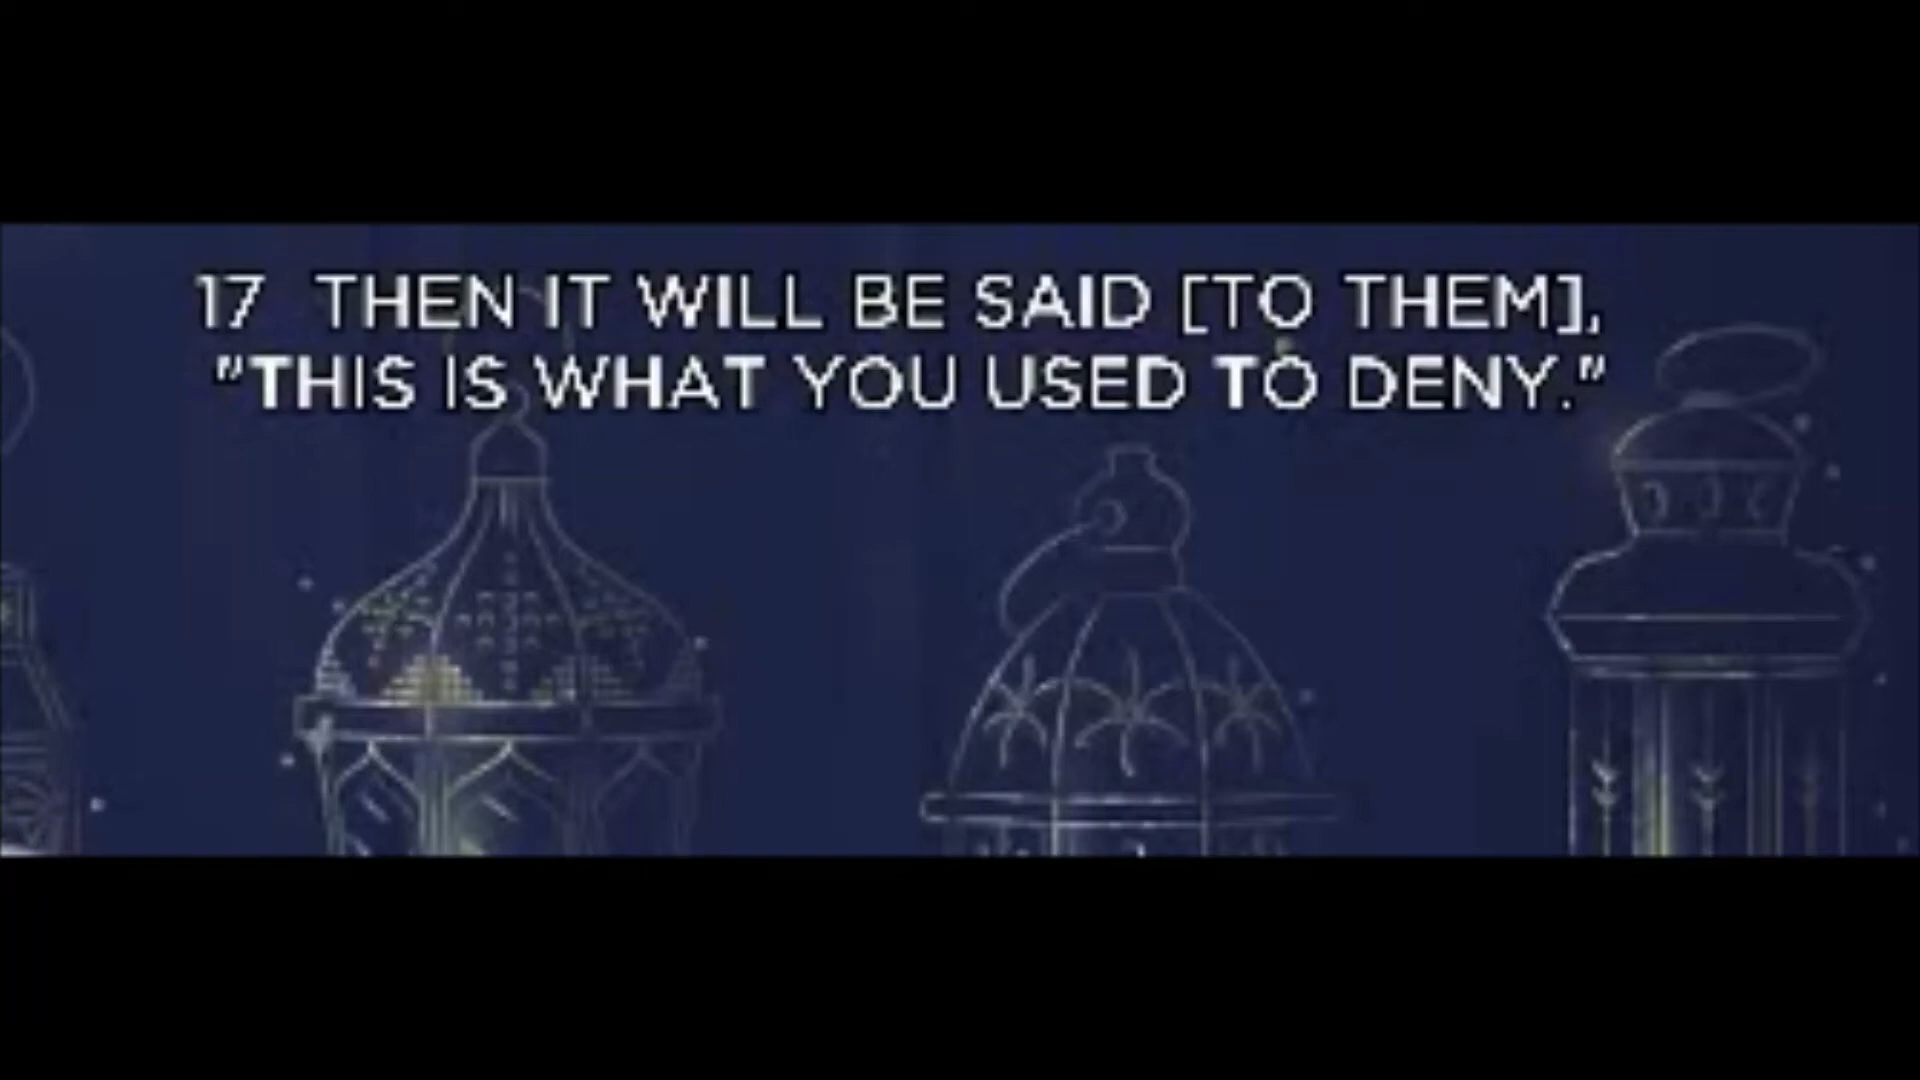 17 THEN IT WILL BE SAID [TO THEM],
"THIS IS WHAT YOU USED TO DENY."